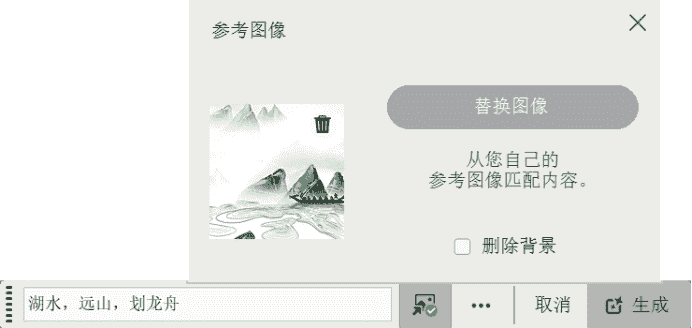 参考图像
替换图像
从您自己的
参考图像匹配内容。
删除背景
湖水，远山，划龙舟
取消
生成